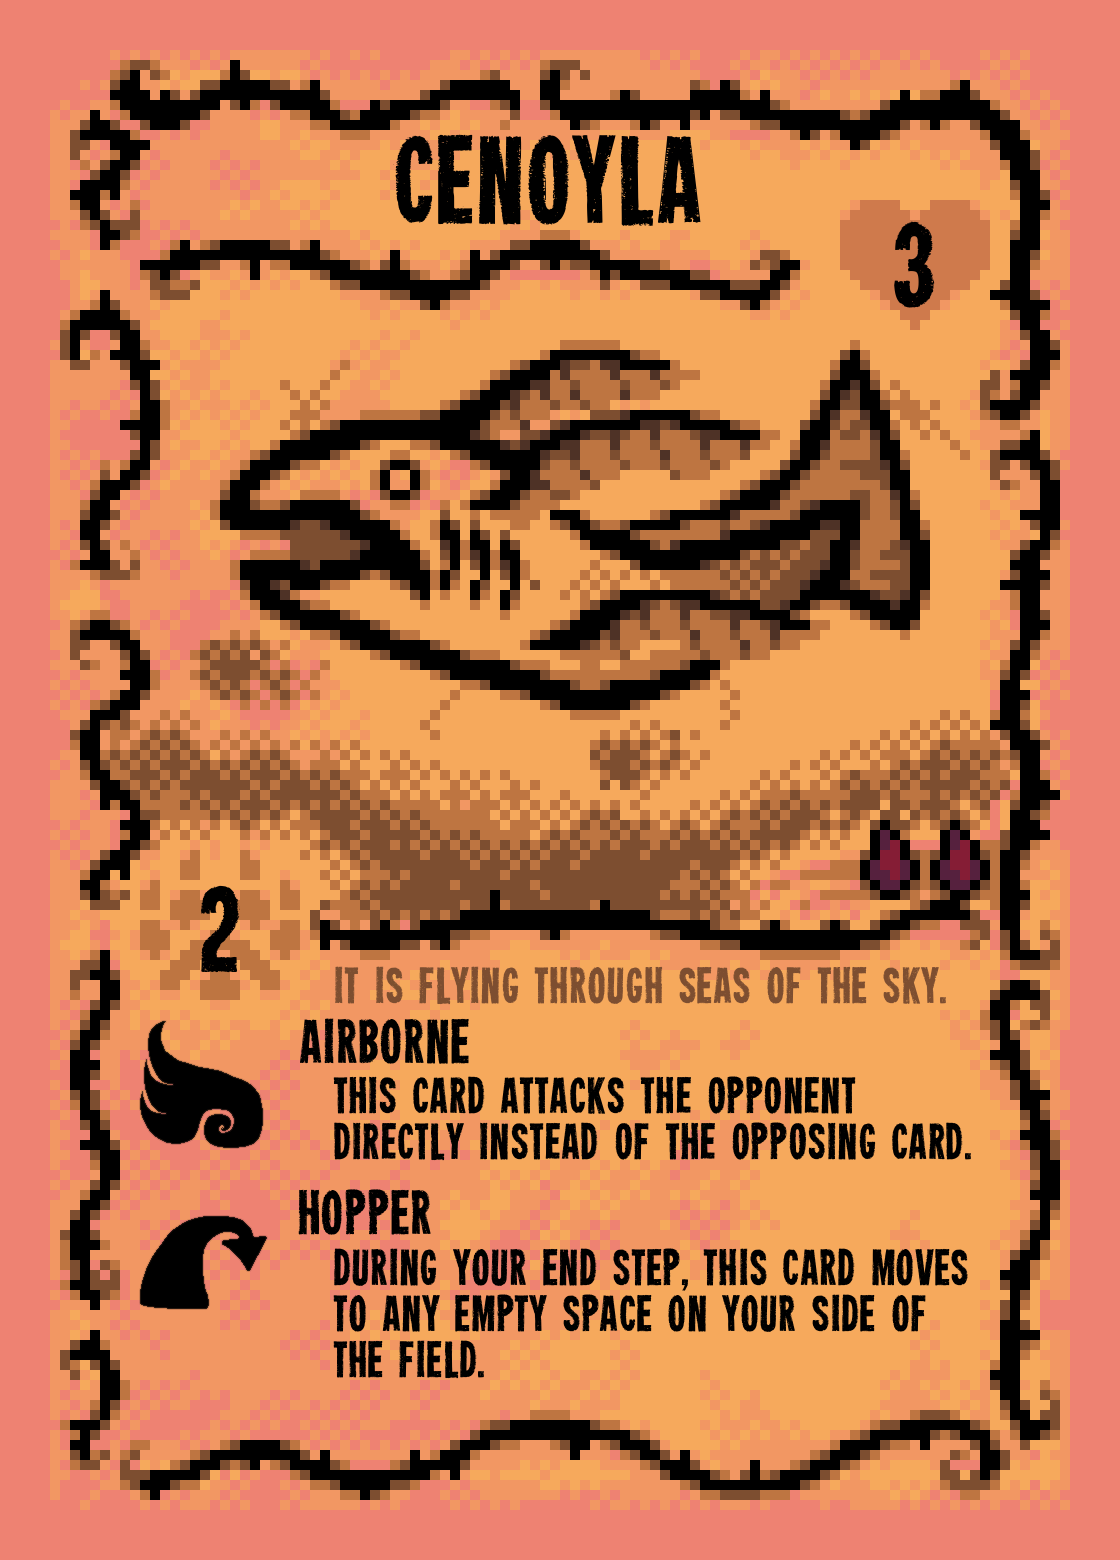 CENOYLA
3
2
IT IS FLYING THROUGH SEAS OF THE SKY.
AIRBORNE
THIS CARD ATTACKS THE OPPONENT
DIRECTLY INSTEAD OF THE OPPOSING CARD.
HOPPER
DURING YOUR END STEP, THIS CARD MOVES
TO ANY EMPTY SPACE ON YOUR SIDE OF
THE FIELD.